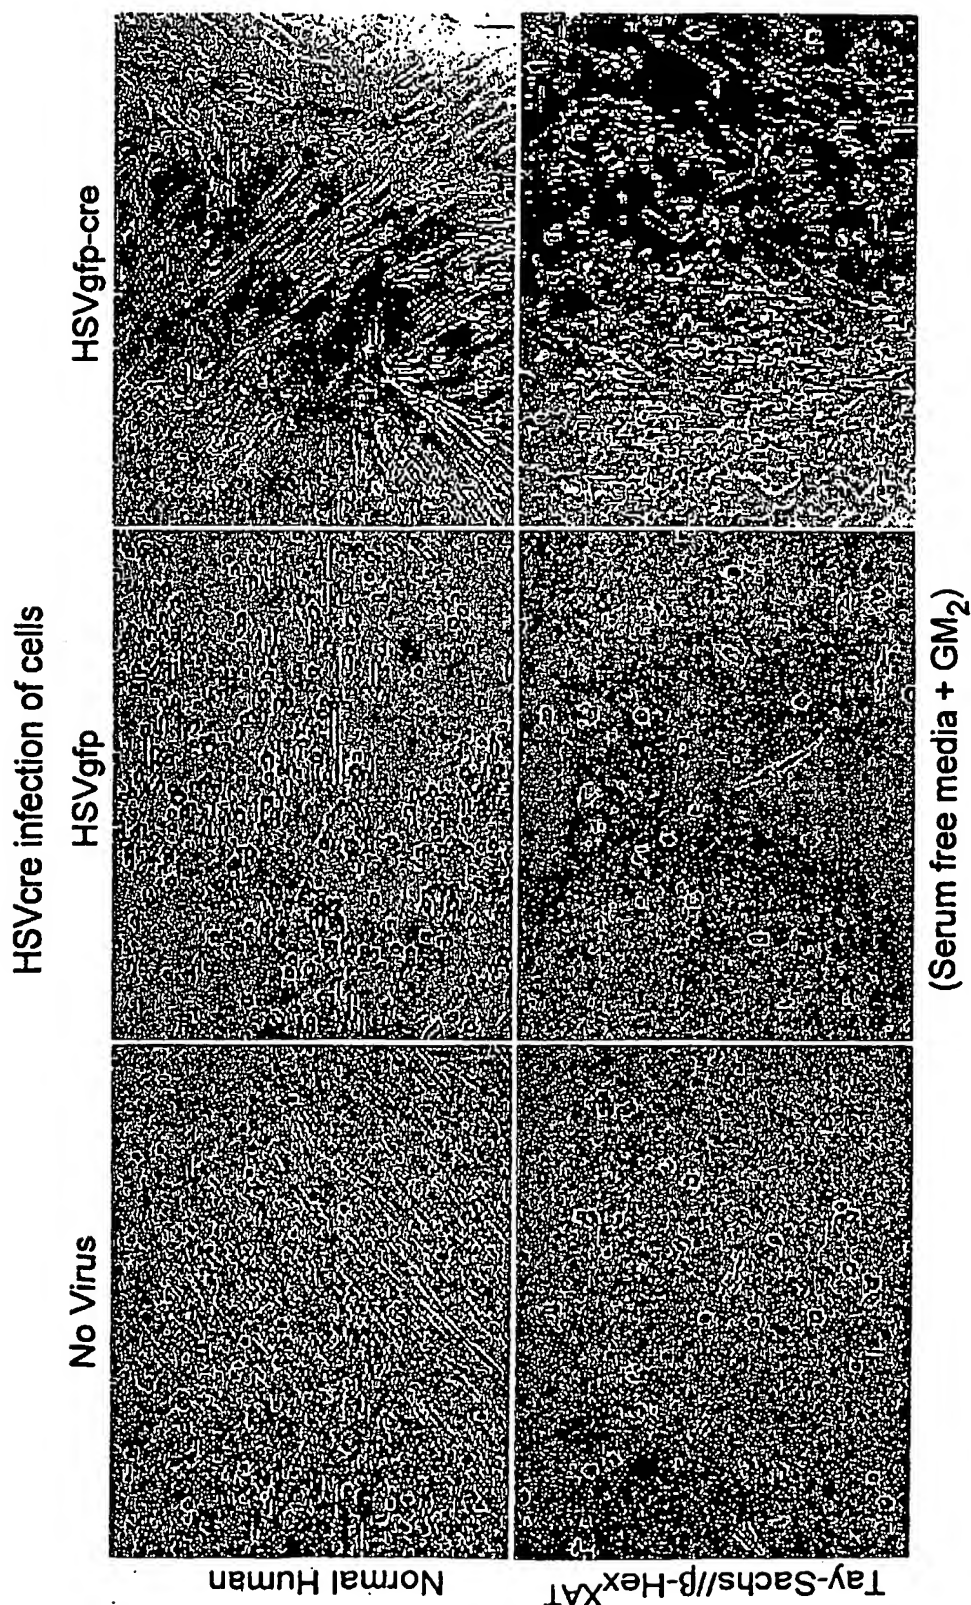 HSVcre infection of cells
No Virus
HSVgfp
HSVgfp-cre
Normal Human
Tay-Sachs//β-Hex^XAT
(Serum free media + GM₂)